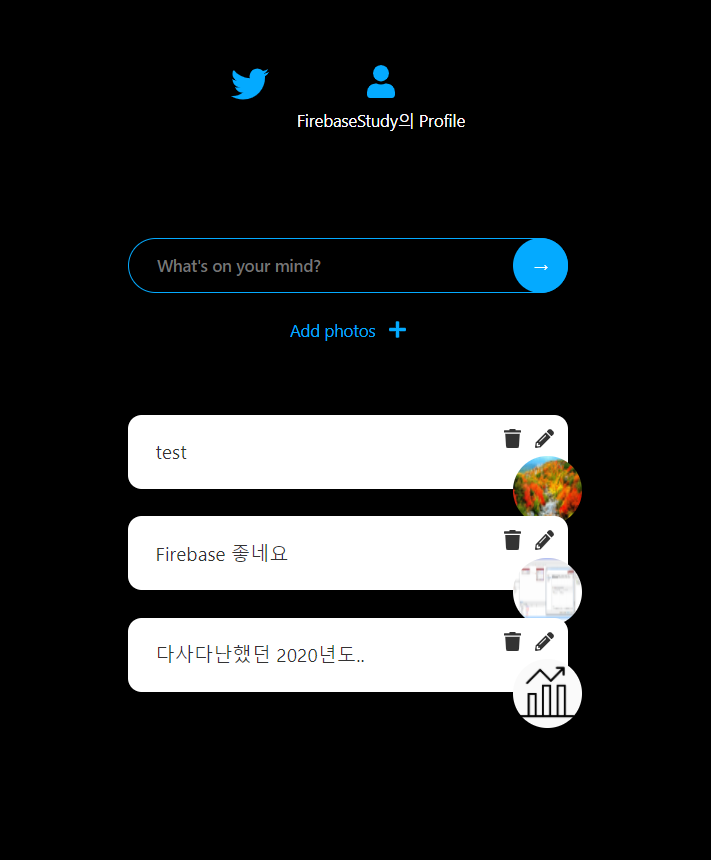 FirebaseStudy의 Profile
What's on your mind?
→
Add photos +
test
Firebase 좋네요
다사다난했던 2020년도..